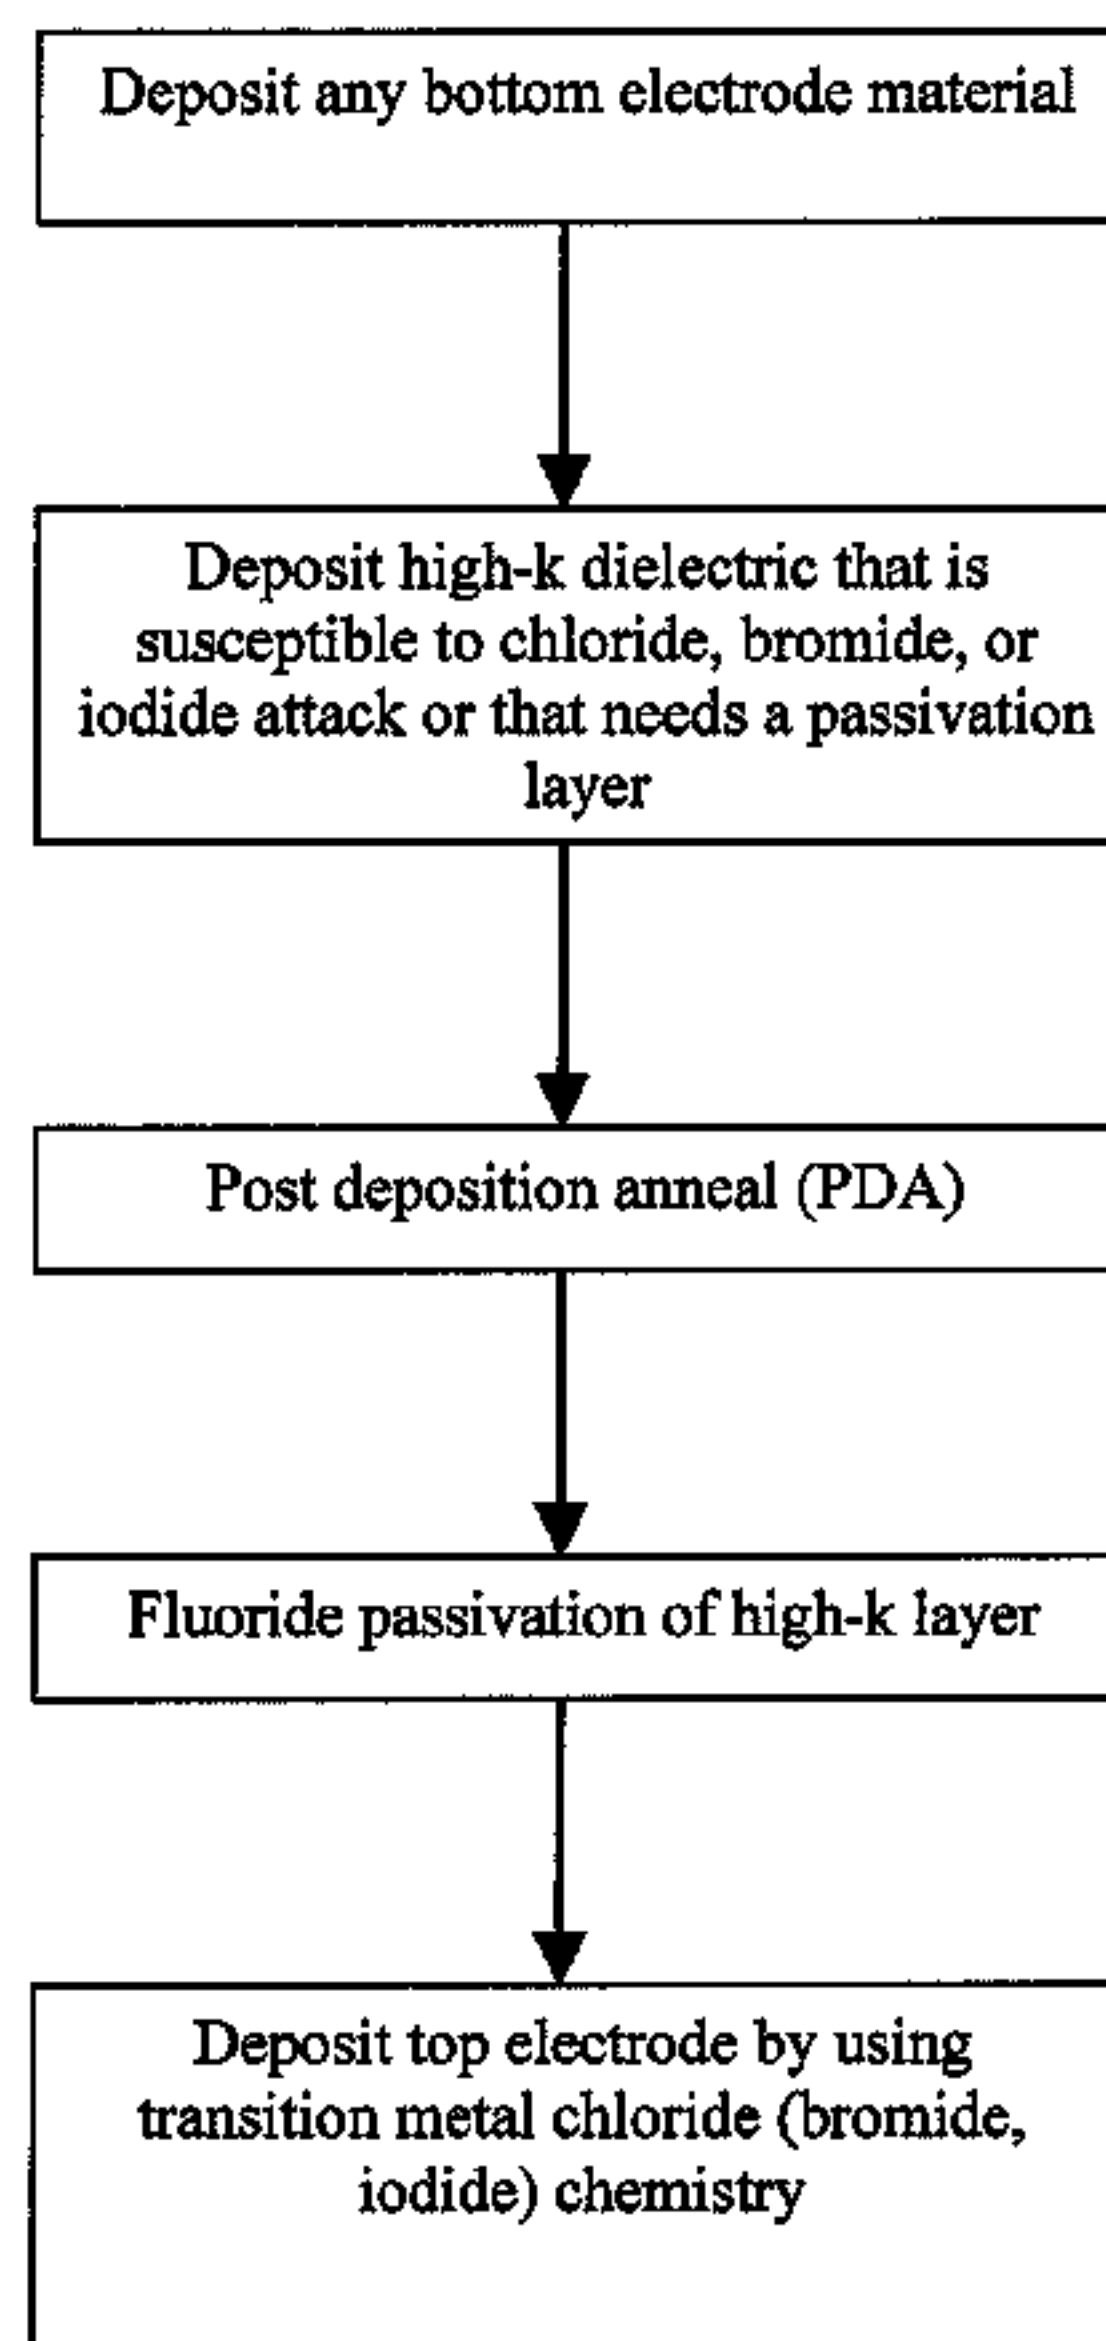 Deposit any bottom electrode material
Deposit high-k dielectric that is
susceptible to chloride, bromide, or
iodide attack or that needs a passivation
layer
Post deposition anneal (PDA)
Fluoride passivation of high-k layer
Deposit top electrode by using
transition metal chloride (bromide,
iodide) chemistry